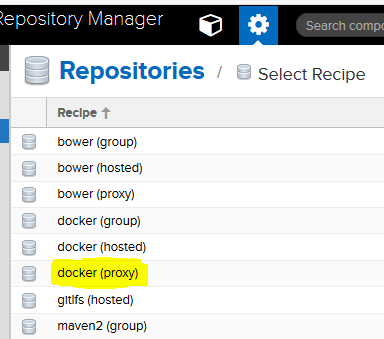 Repository Manager
Search compo
Repositories / Select Recipe
Recipe ↑
bower (group)
bower (hosted)
bower (proxy)
docker (group)
docker (hosted)
docker (proxy)
gitlfs (hosted)
maven2 (group)